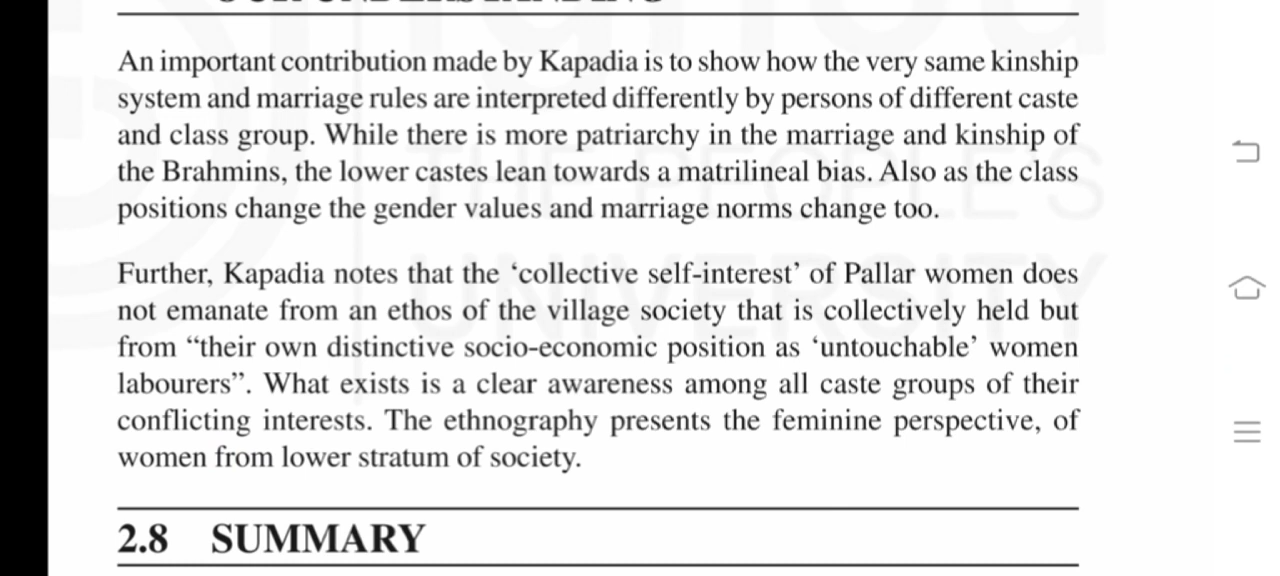 An important contribution made by Kapadia is to show how the very same kinship
system and marriage rules are interpreted differently by persons of different caste
and class group. While there is more patriarchy in the marriage and kinship of
the Brahmins, the lower castes lean towards a matrilineal bias. Also as the class
positions change the gender values and marriage norms change too.
Further, Kapadia notes that the ‘collective self-interest’ of Pallar women does
not emanate from an ethos of the village society that is collectively held but
from “their own distinctive socio-economic position as ‘untouchable’ women
labourers”. What exists is a clear awareness among all caste groups of their
conflicting interests. The ethnography presents the feminine perspective, of
women from lower stratum of society.
2.8 SUMMARY
THE PEOPLE'S
UNIVERSITY